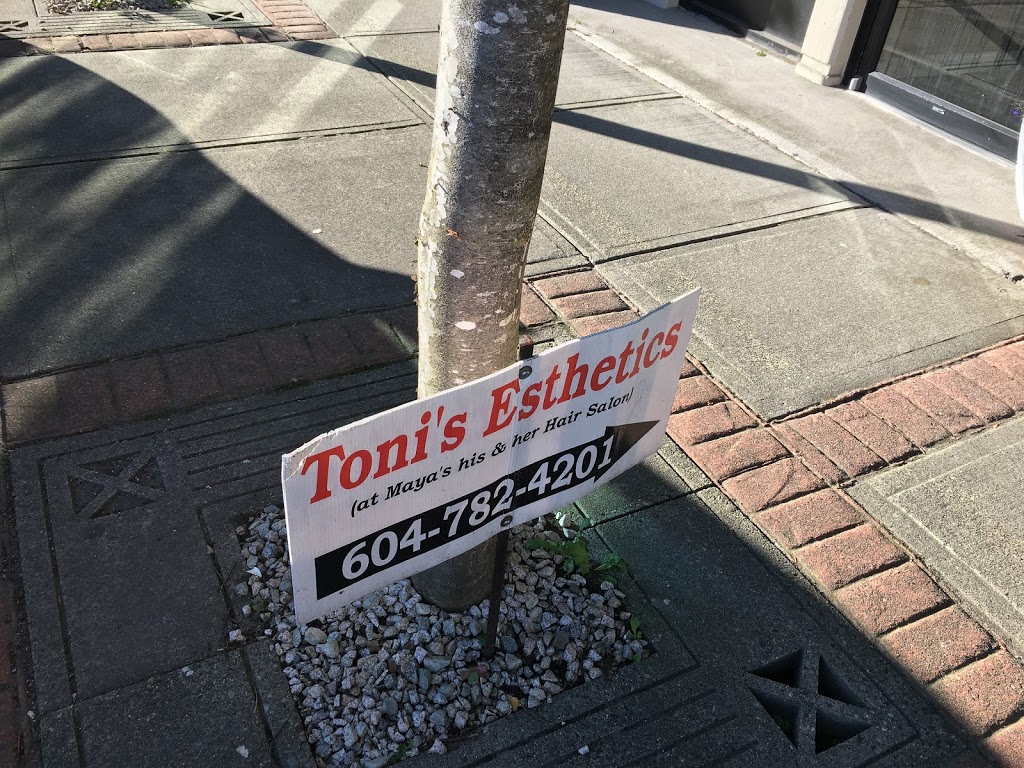 Toni's Esthetics
(at Maya's his & her Hair Salon)
604-782-4201